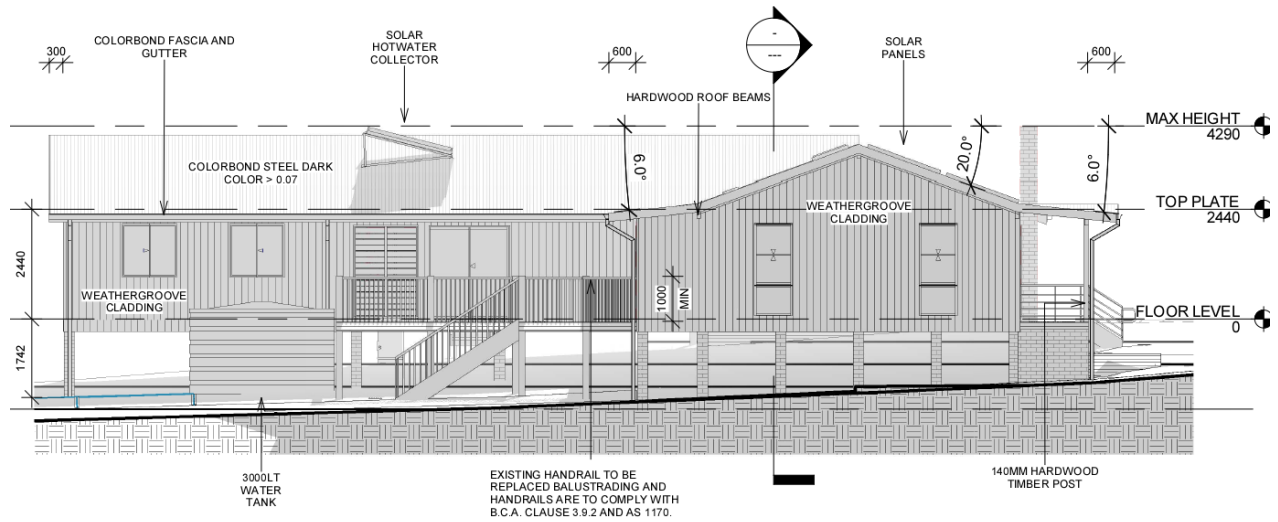 300
COLORBOND FASCIA AND
GUTTER
SOLAR
HOTWATER
COLLECTOR
600
-
---
SOLAR
PANELS
600
HARDWOOD ROOF BEAMS
MAX HEIGHT
4290
COLORBOND STEEL DARK
COLOR > 0.07
6.0°
20.0°
6.0°
TOP PLATE
2440
WEATHERGROOVE
CLADDING
2440
WEATHERGROOVE
CLADDING
1000
MIN
FLOOR LEVEL
0
1742
3000LT
WATER
TANK
EXISTING HANDRAIL TO BE
REPLACED BALUSTRADING AND
HANDRAILS ARE TO COMPLY WITH
B.C.A. CLAUSE 3.9.2 AND AS 1170.
140MM HARDWOOD
TIMBER POST